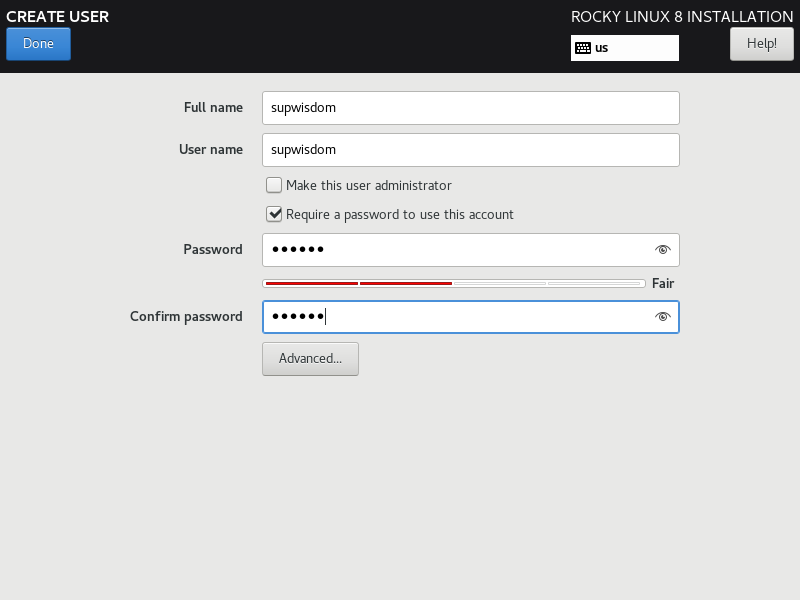 CREATE USER
ROCKY LINUX 8 INSTALLATION
Done
us
Help!
Full name
supwisdom
User name
supwisdom
Make this user administrator
Require a password to use this account
Password
••••••
Fair
Confirm password
••••••
Advanced...